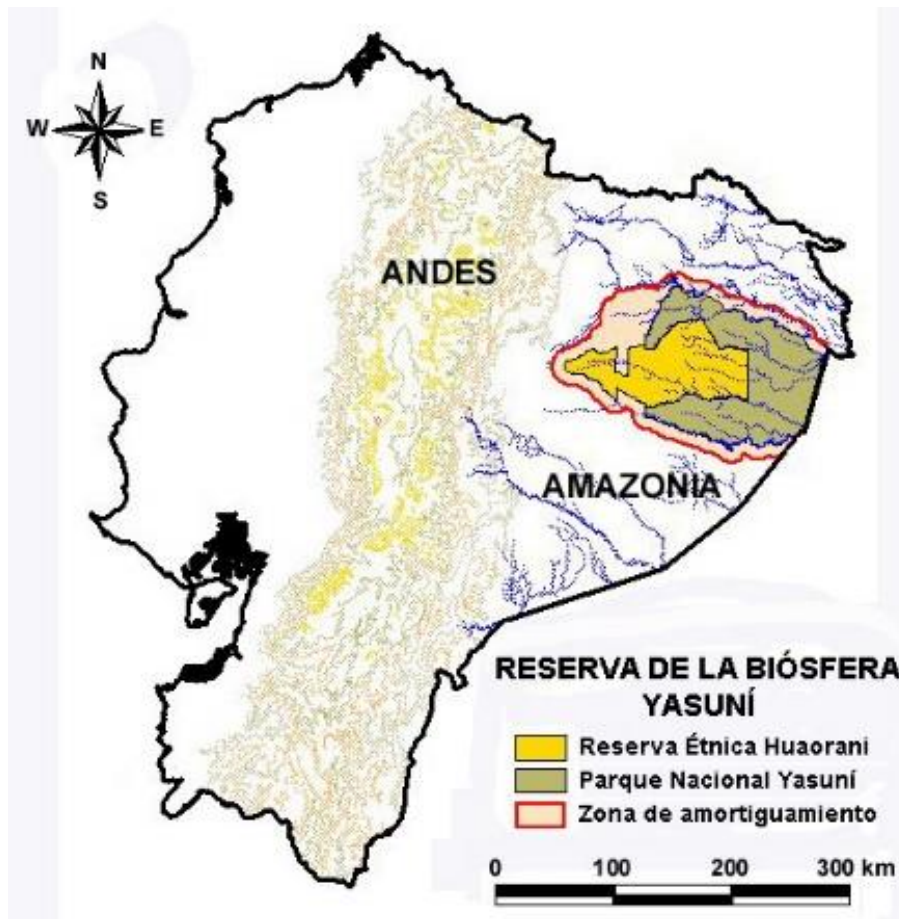 N
W E
S
ANDES
AMAZONIA
RESERVA DE LA BIÓSFERA
YASUNÍ
Reserva Étnica Huaorani
Parque Nacional Yasuní
Zona de amortiguamiento
0 100 200 300 km